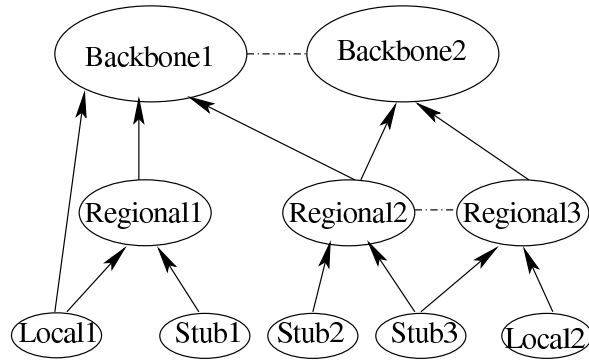 Backbone1
Backbone2
Regional1
Regional2
Regional3
Local1
Stub1
Stub2
Stub3
Local2